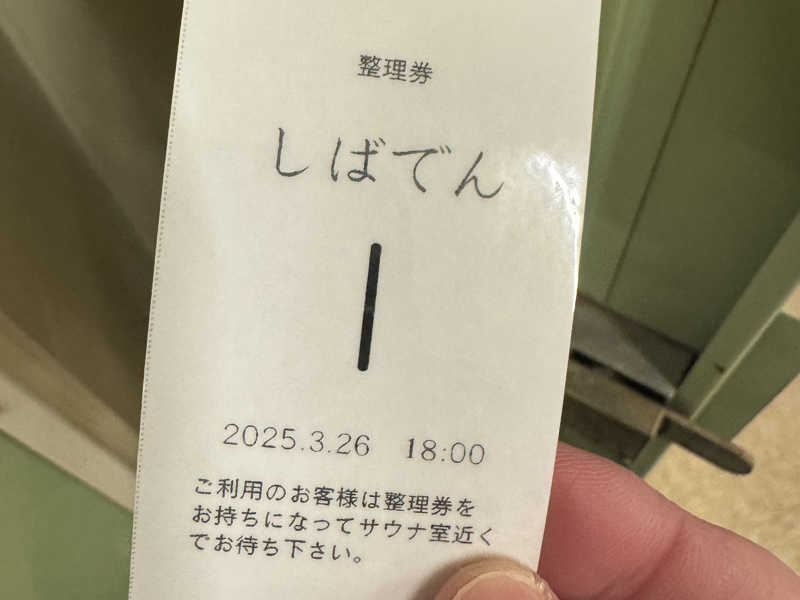 整理券
しばでん
2025.3.26 18:00
ご利用のお客様は整理券を
お持ちになってサウナ室近く
でお待ち下さい。